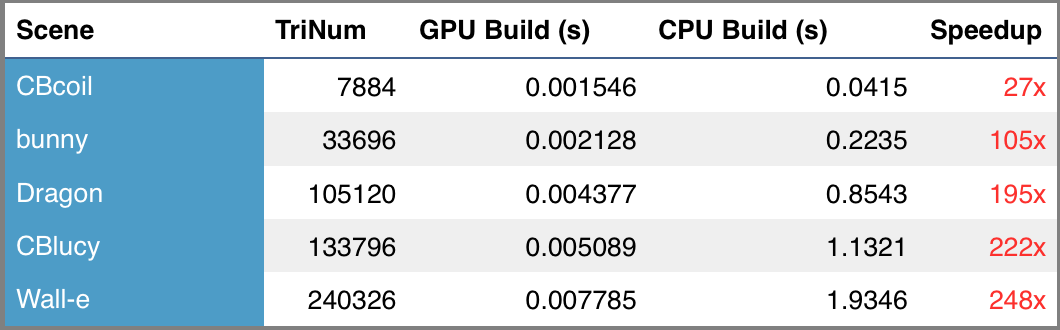 Scene TriNum GPU Build (s) CPU Build (s) Speedup
CBcoil 7884 0.001546 0.0415 27x
bunny 33696 0.002128 0.2235 105x
Dragon 105120 0.004377 0.8543 195x
CBlucy 133796 0.005089 1.1321 222x
Wall-e 240326 0.007785 1.9346 248x